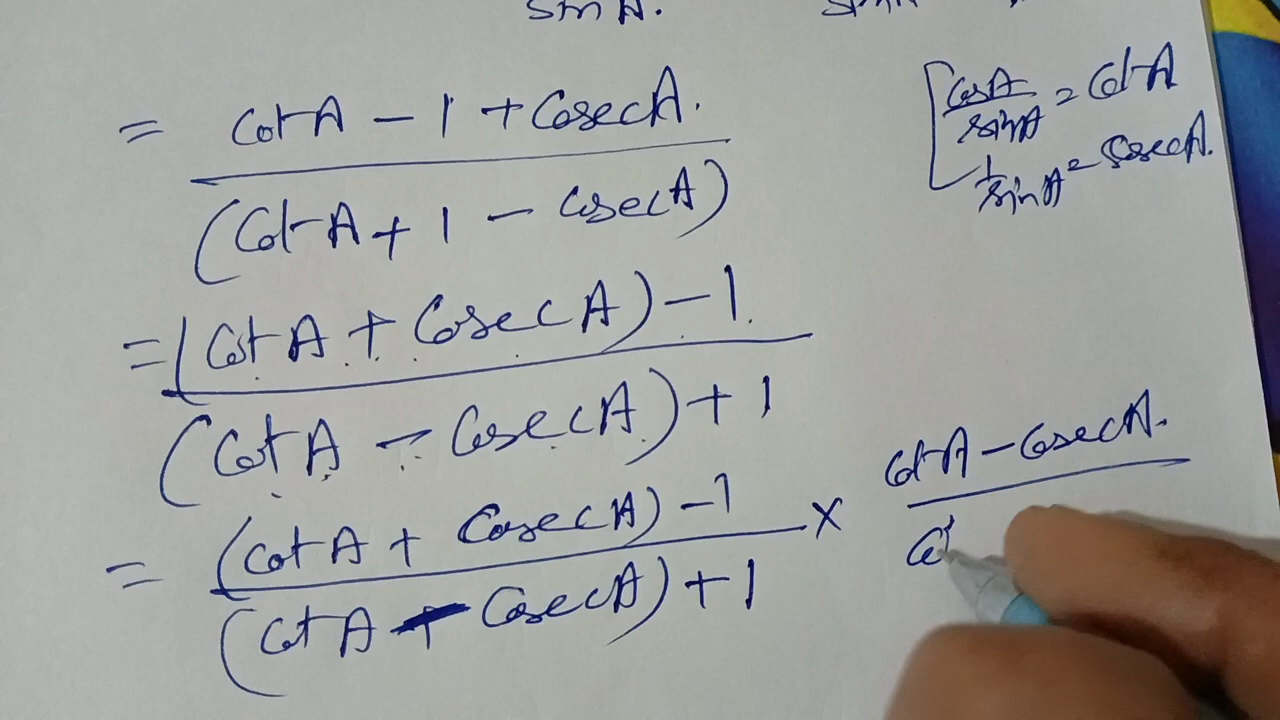 sin A.
= cot A - 1 + Cosec A.
(Cot A + 1 - Cosec A)
[Cos A / sin A = Cot A
1 / sin A = Cosec A.
= (Cot A + Cosec A) - 1
(Cot A - Cosec A) + 1
= (Cot A + Cosec A) - 1 × Cot A - Cosec A.
(Cot A - Cosec A) + 1